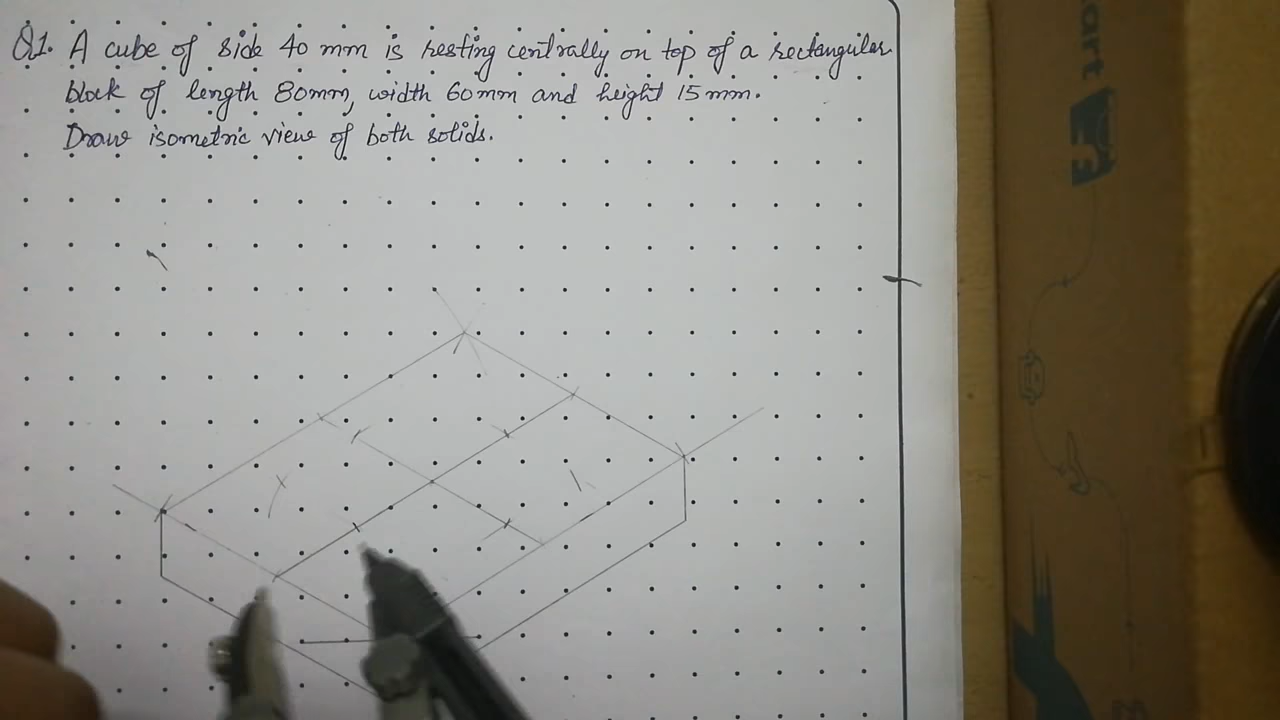 Q1. A cube of side 40 mm is resting centrally on top of a rectangular
block of length 80mm, width 60mm and height 15mm.
Draw isometric view of both solids.
cart